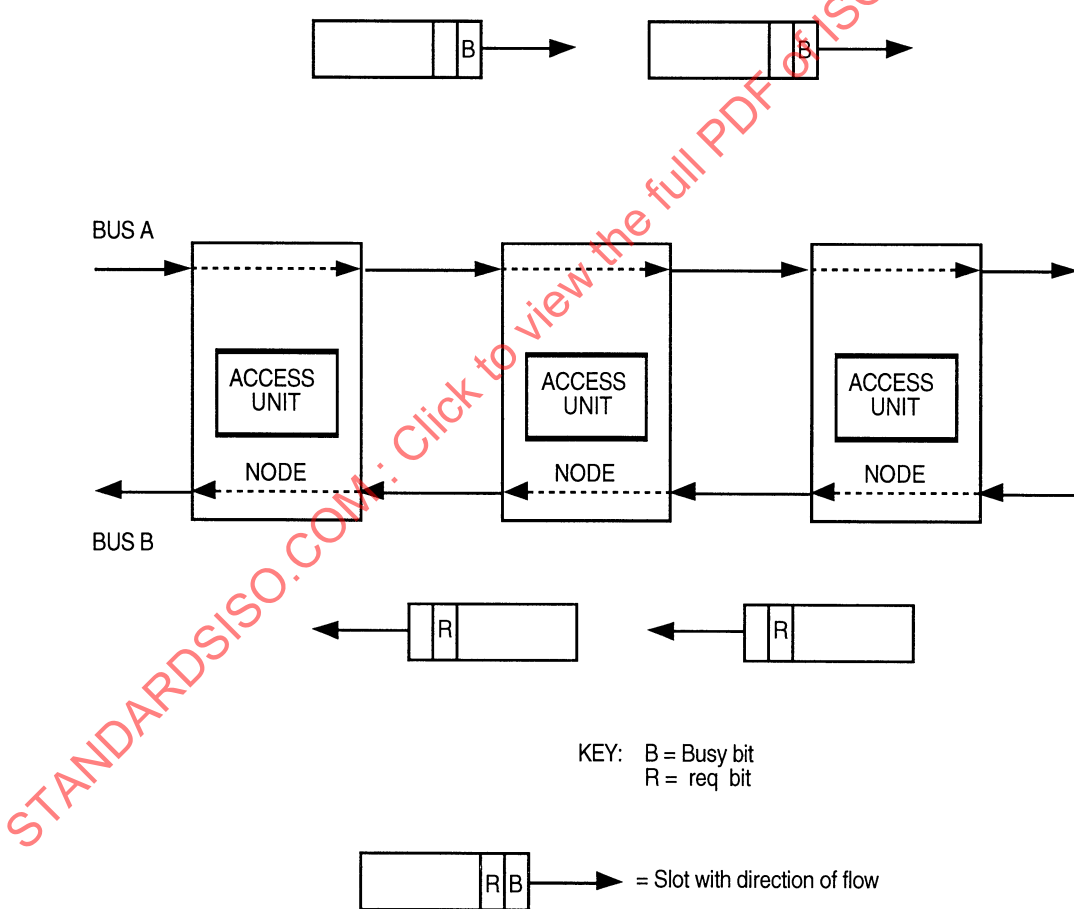 B
B
BUS A
ACCESS
UNIT
ACCESS
UNIT
ACCESS
UNIT
NODE
NODE
NODE
BUS B
R
R
KEY: B = Busy bit
R = req bit
R B
= Slot with direction of flow
STANDARDSISO.COM : Click to view the full PDF of ISO